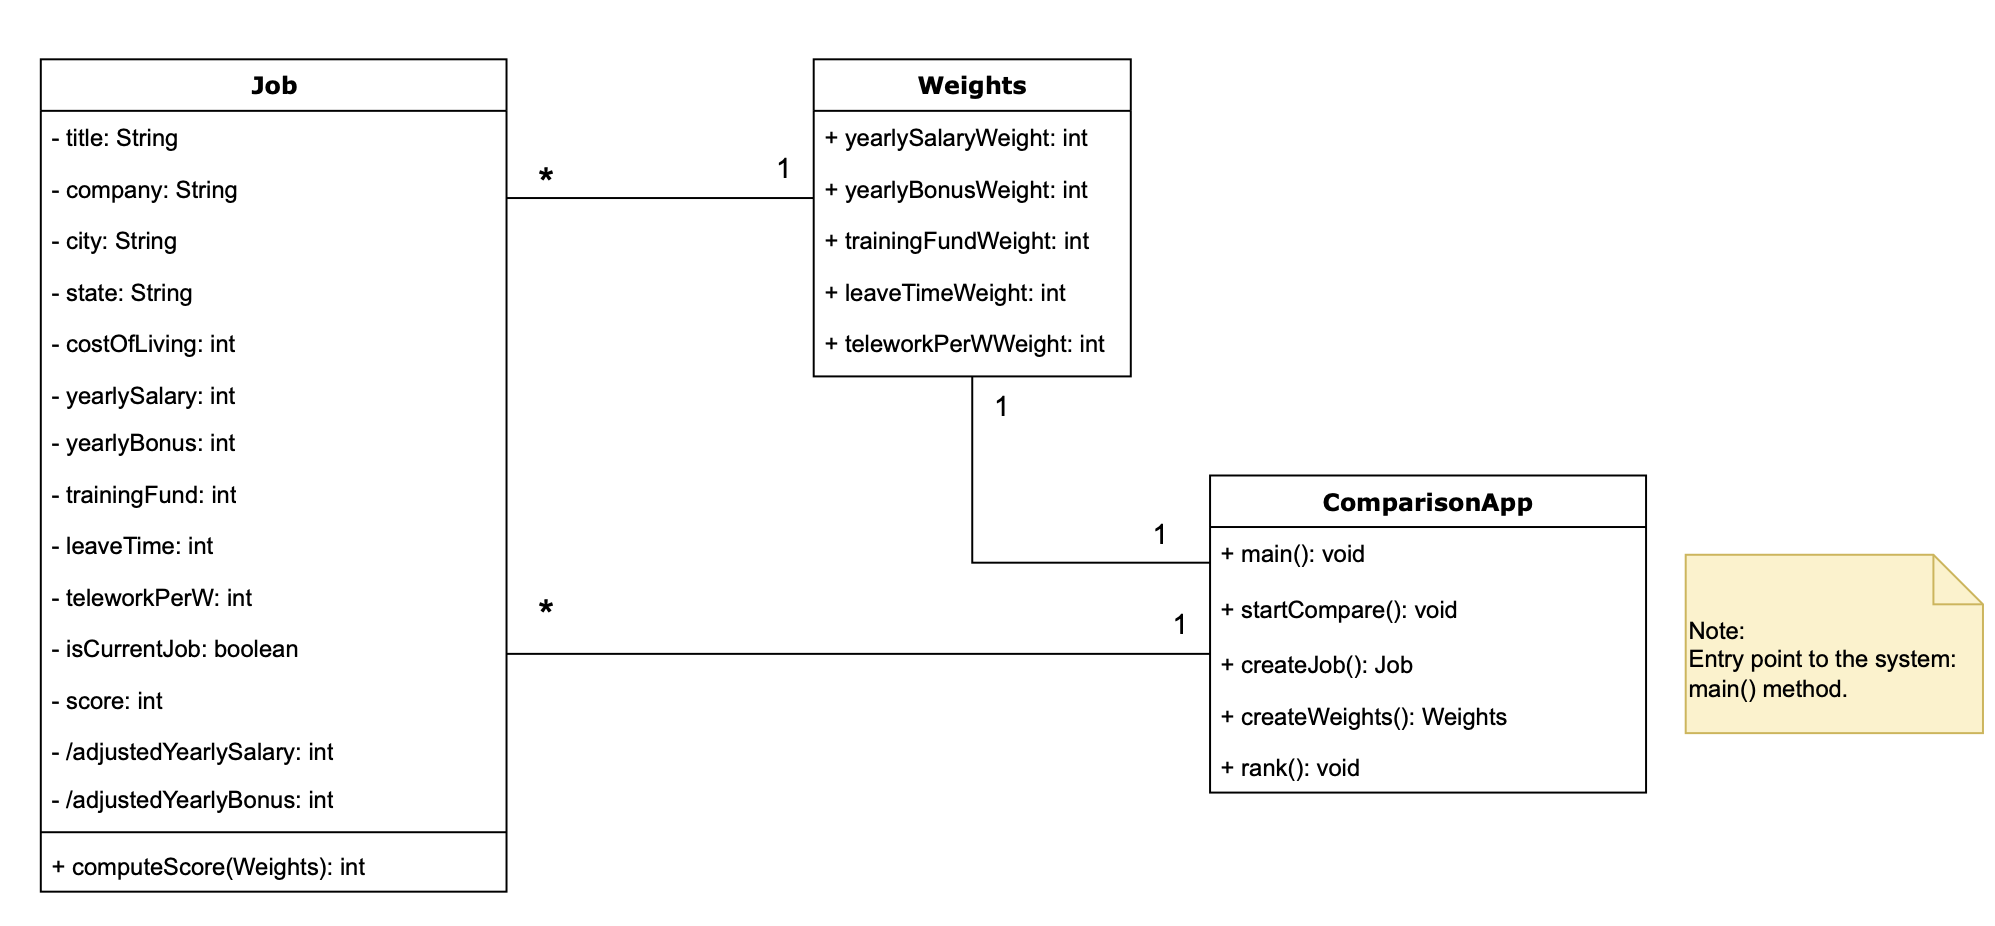 Job
- title: String
- company: String
- city: String
- state: String
- costOfLiving: int
- yearlySalary: int
- yearlyBonus: int
- trainingFund: int
- leaveTime: int
- teleworkPerW: int
- isCurrentJob: boolean
- score: int
- /adjustedYearlySalary: int
- /adjustedYearlyBonus: int
+ computeScore(Weights): int
*
1
Weights
+ yearlySalaryWeight: int
+ yearlyBonusWeight: int
+ trainingFundWeight: int
+ leaveTimeWeight: int
+ teleworkPerWWeight: int
1
1
*
1
ComparisonApp
+ main(): void
+ startCompare(): void
+ createJob(): Job
+ createWeights(): Weights
+ rank(): void
Note:
Entry point to the system:
main() method.